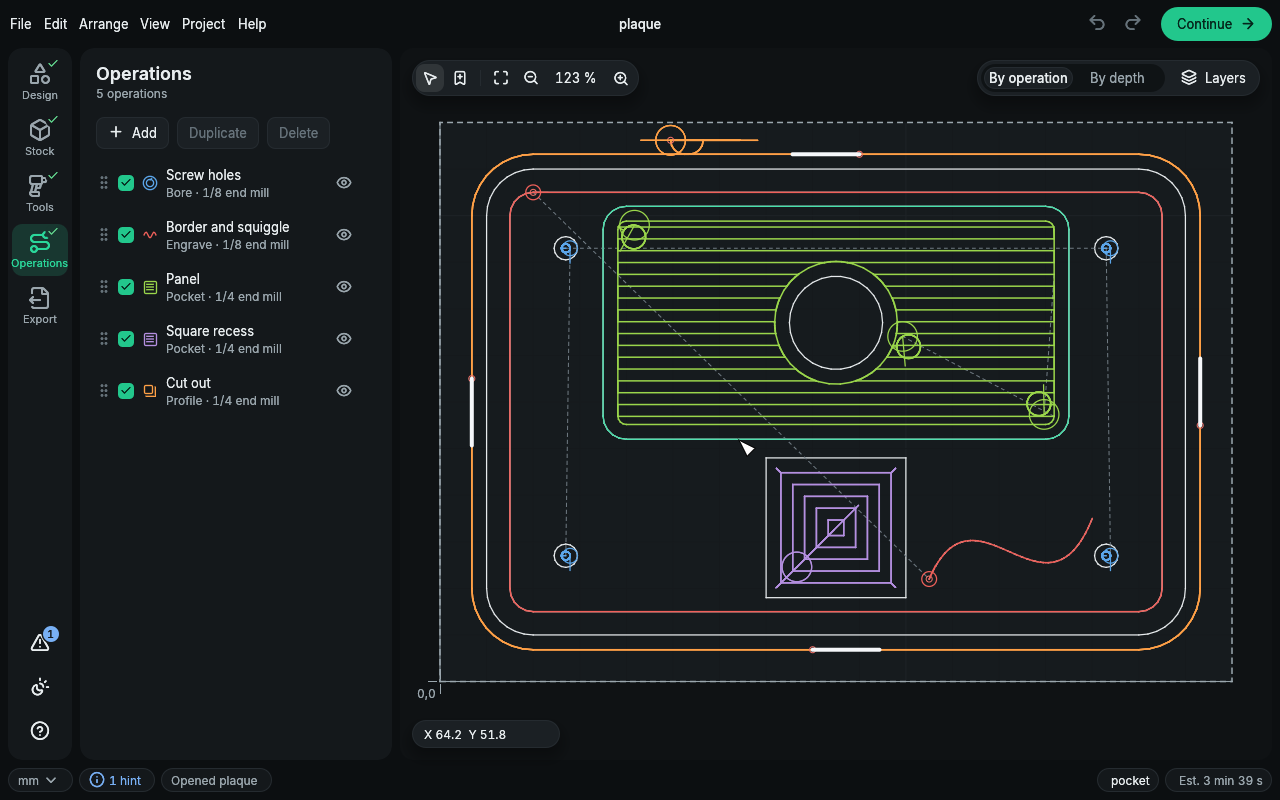 File Edit Arrange View Project Help
plaque
Continue
Design
Stock
Tools
Operations
Export
1
Operations
5 operations
Add
Duplicate
Delete
Screw holes
Bore · 1/8 end mill
Border and squiggle
Engrave · 1/8 end mill
Panel
Pocket · 1/4 end mill
Square recess
Pocket · 1/4 end mill
Cut out
Profile · 1/4 end mill
123 %
By operation
By depth
Layers
0,0
X 64.2 Y 51.8
mm
1 hint
Opened plaque
pocket
Est. 3 min 39 s